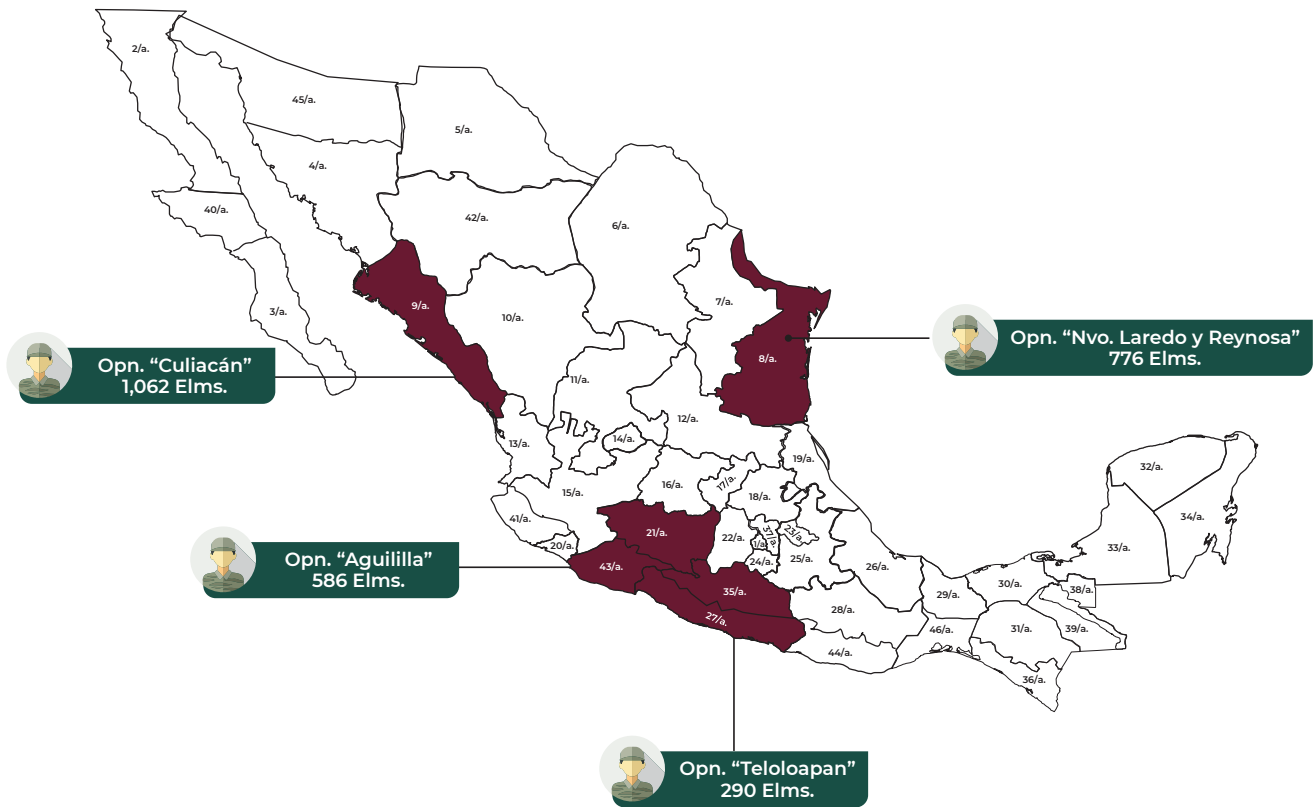 2/a.
45/a.
5/a.
4/a.
42/a.
40/a.
6/a.
9/a.
7/a.
3/a.
10/a.
8/a.
Opn. “Nvo. Laredo y Reynosa”
776 Elms.
Opn. “Culiacán”
1,062 Elms.
11/a.
12/a.
13/a.
14/a.
19/a.
15/a.
16/a.
17/a.
18/a.
32/a.
41/a.
21/a.
22/a.
37/a.
23/a.
34/a.
20/a.
1/a.
33/a.
Opn. “Aguililla”
586 Elms.
43/a.
24/a.
25/a.
26/a.
35/a.
29/a.
30/a.
38/a.
27/a.
28/a.
46/a.
31/a.
39/a.
44/a.
36/a.
Opn. “Teloloapan”
290 Elms.